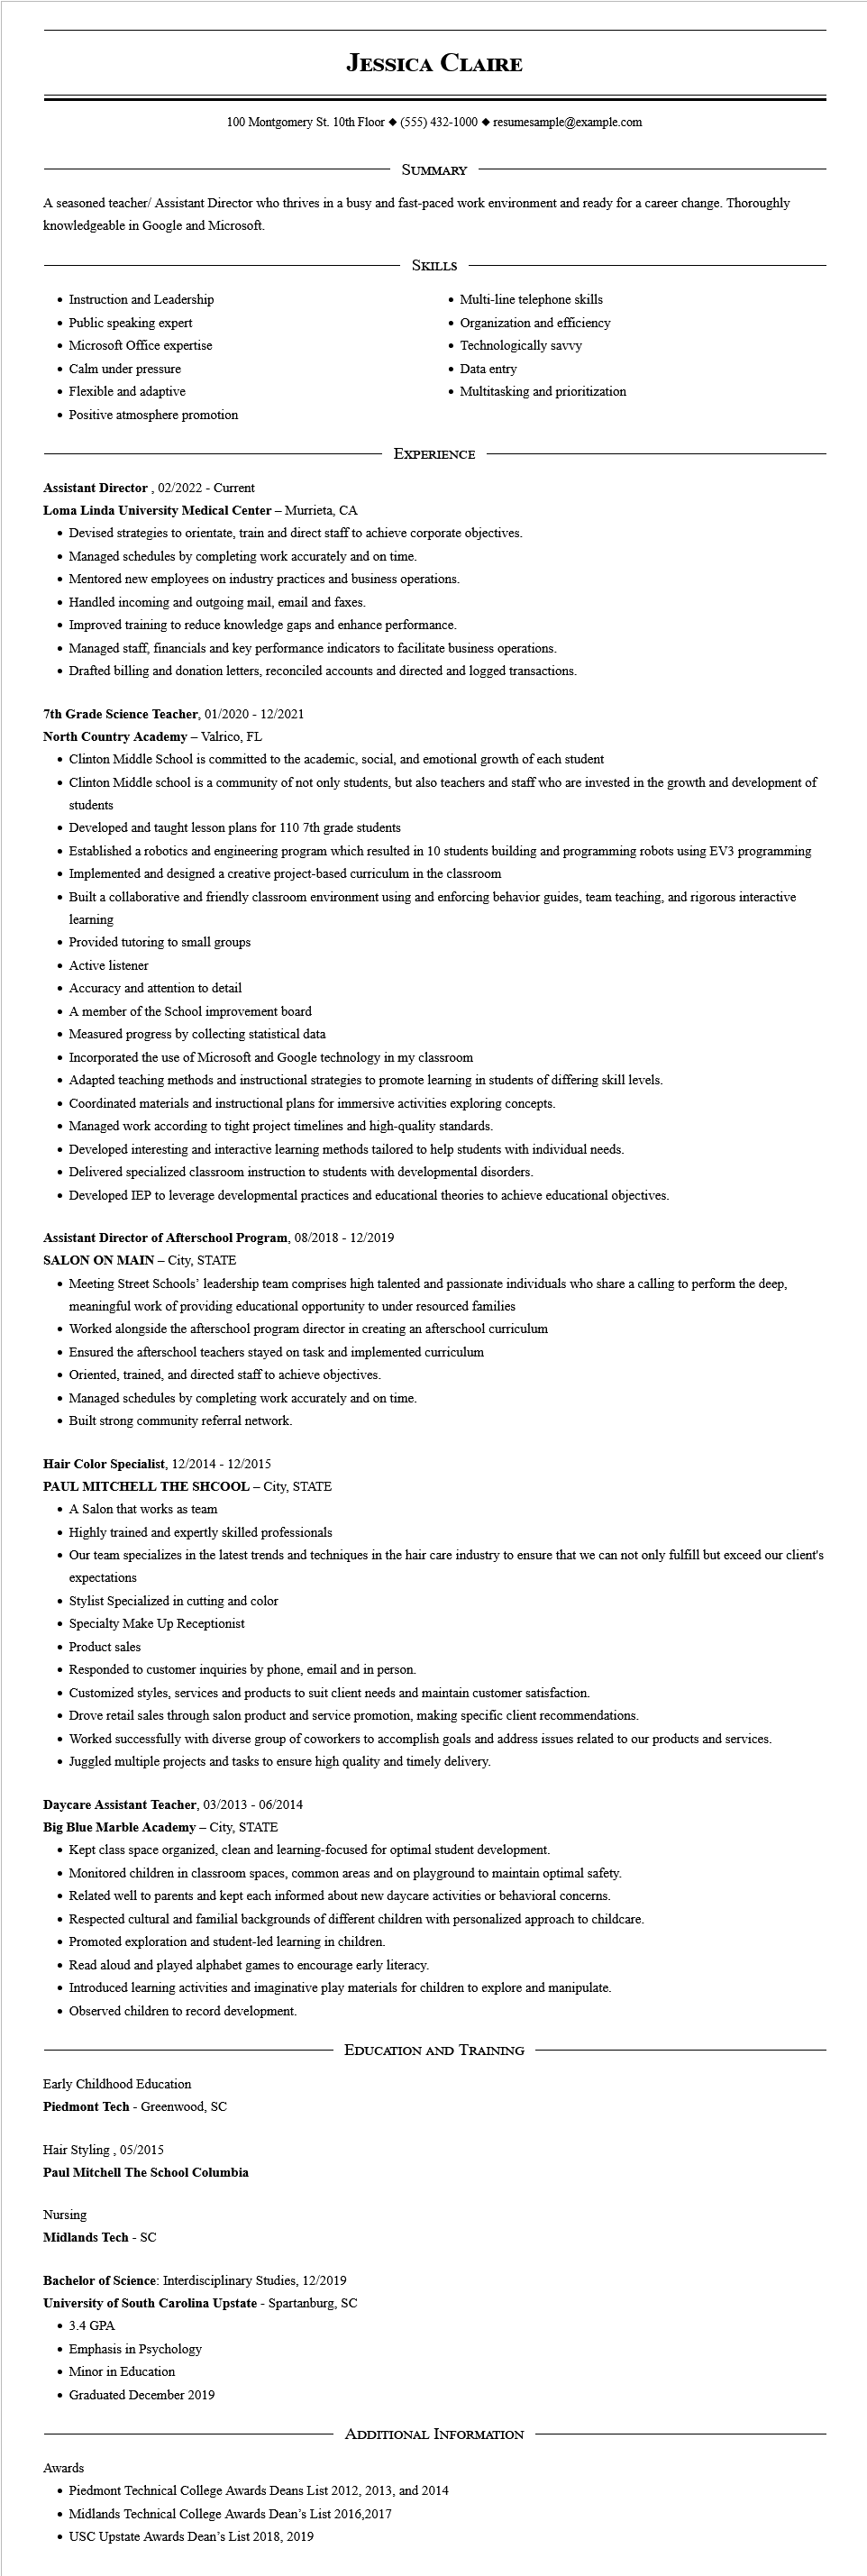 Jessica Claire
100 Montgomery St. 10th Floor ◆ (555) 432-1000 ◆ resumesample@example.com
Summary
A seasoned teacher/ Assistant Director who thrives in a busy and fast-paced work environment and ready for a career change. Thoroughly
knowledgeable in Google and Microsoft.
Skills
• Instruction and Leadership
• Public speaking expert
• Microsoft Office expertise
• Calm under pressure
• Flexible and adaptive
• Positive atmosphere promotion
• Multi-line telephone skills
• Organization and efficiency
• Technologically savvy
• Data entry
• Multitasking and prioritization
Experience
Assistant Director , 02/2022 - Current
Loma Linda University Medical Center – Murrieta, CA
• Devised strategies to orientate, train and direct staff to achieve corporate objectives.
• Managed schedules by completing work accurately and on time.
• Mentored new employees on industry practices and business operations.
• Handled incoming and outgoing mail, email and faxes.
• Improved training to reduce knowledge gaps and enhance performance.
• Managed staff, financials and key performance indicators to facilitate business operations.
• Drafted billing and donation letters, reconciled accounts and directed and logged transactions.
7th Grade Science Teacher, 01/2020 - 12/2021
North Country Academy – Valrico, FL
• Clinton Middle School is committed to the academic, social, and emotional growth of each student
• Clinton Middle school is a community of not only students, but also teachers and staff who are invested in the growth and development of
students
• Developed and taught lesson plans for 110 7th grade students
• Established a robotics and engineering program which resulted in 10 students building and programming robots using EV3 programming
• Implemented and designed a creative project-based curriculum in the classroom
• Built a collaborative and friendly classroom environment using and enforcing behavior guides, team teaching, and rigorous interactive
learning
• Provided tutoring to small groups
• Active listener
• Accuracy and attention to detail
• A member of the School improvement board
• Measured progress by collecting statistical data
• Incorporated the use of Microsoft and Google technology in my classroom
• Adapted teaching methods and instructional strategies to promote learning in students of differing skill levels.
• Coordinated materials and instructional plans for immersive activities exploring concepts.
• Managed work according to tight project timelines and high-quality standards.
• Developed interesting and interactive learning methods tailored to help students with individual needs.
• Delivered specialized classroom instruction to students with developmental disorders.
• Developed IEP to leverage developmental practices and educational theories to achieve educational objectives.
Assistant Director of Afterschool Program, 08/2018 - 12/2019
SALON ON MAIN – City, STATE
• Meeting Street Schools’ leadership team comprises high talented and passionate individuals who share a calling to perform the deep,
meaningful work of providing educational opportunity to under resourced families
• Worked alongside the afterschool program director in creating an afterschool curriculum
• Ensured the afterschool teachers stayed on task and implemented curriculum
• Oriented, trained, and directed staff to achieve objectives.
• Managed schedules by completing work accurately and on time.
• Built strong community referral network.
Hair Color Specialist, 12/2014 - 12/2015
PAUL MITCHELL THE SHCOOL – City, STATE
• A Salon that works as team
• Highly trained and expertly skilled professionals
• Our team specializes in the latest trends and techniques in the hair care industry to ensure that we can not only fulfill but exceed our client's
expectations
• Stylist Specialized in cutting and color
• Specialty Make Up Receptionist
• Product sales
• Responded to customer inquiries by phone, email and in person.
• Customized styles, services and products to suit client needs and maintain customer satisfaction.
• Drove retail sales through salon product and service promotion, making specific client recommendations.
• Worked successfully with diverse group of coworkers to accomplish goals and address issues related to our products and services.
• Juggled multiple projects and tasks to ensure high quality and timely delivery.
Daycare Assistant Teacher, 03/2013 - 06/2014
Big Blue Marble Academy – City, STATE
• Kept class space organized, clean and learning-focused for optimal student development.
• Monitored children in classroom spaces, common areas and on playground to maintain optimal safety.
• Related well to parents and kept each informed about new daycare activities or behavioral concerns.
• Respected cultural and familial backgrounds of different children with personalized approach to childcare.
• Promoted exploration and student-led learning in children.
• Read aloud and played alphabet games to encourage early literacy.
• Introduced learning activities and imaginative play materials for children to explore and manipulate.
• Observed children to record development.
Education and Training
Early Childhood Education
Piedmont Tech - Greenwood, SC
Hair Styling , 05/2015
Paul Mitchell The School Columbia
Nursing
Midlands Tech - SC
Bachelor of Science: Interdisciplinary Studies, 12/2019
University of South Carolina Upstate - Spartanburg, SC
• 3.4 GPA
• Emphasis in Psychology
• Minor in Education
• Graduated December 2019
Additional Information
Awards
• Piedmont Technical College Awards Deans List 2012, 2013, and 2014
• Midlands Technical College Awards Dean’s List 2016,2017
• USC Upstate Awards Dean’s List 2018, 2019